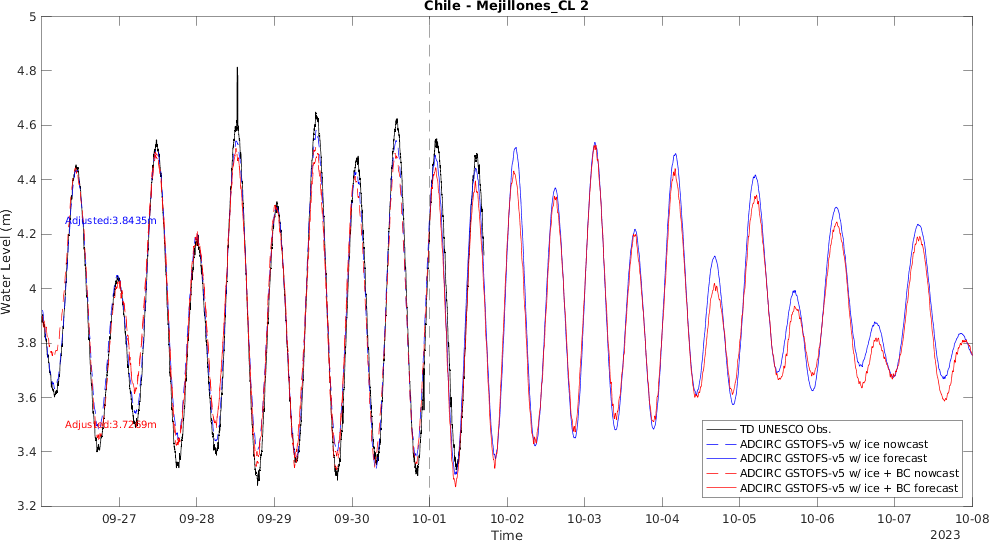 Chile - Mejillones_CL 2
5
4.8
4.6
4.4
4.2
4
3.8
3.6
3.4
3.2
Water Level (m)
Adjusted:3.8435m
Adjusted:3.7269m
TD UNESCO Obs.
ADCIRC GSTOFS-v5 w/ ice nowcast
ADCIRC GSTOFS-v5 w/ ice forecast
ADCIRC GSTOFS-v5 w/ ice + BC nowcast
ADCIRC GSTOFS-v5 w/ ice + BC forecast
09-27 09-28 09-29 09-30 10-01 10-02 10-03 10-04 10-05 10-06 10-07 10-08
Time
2023